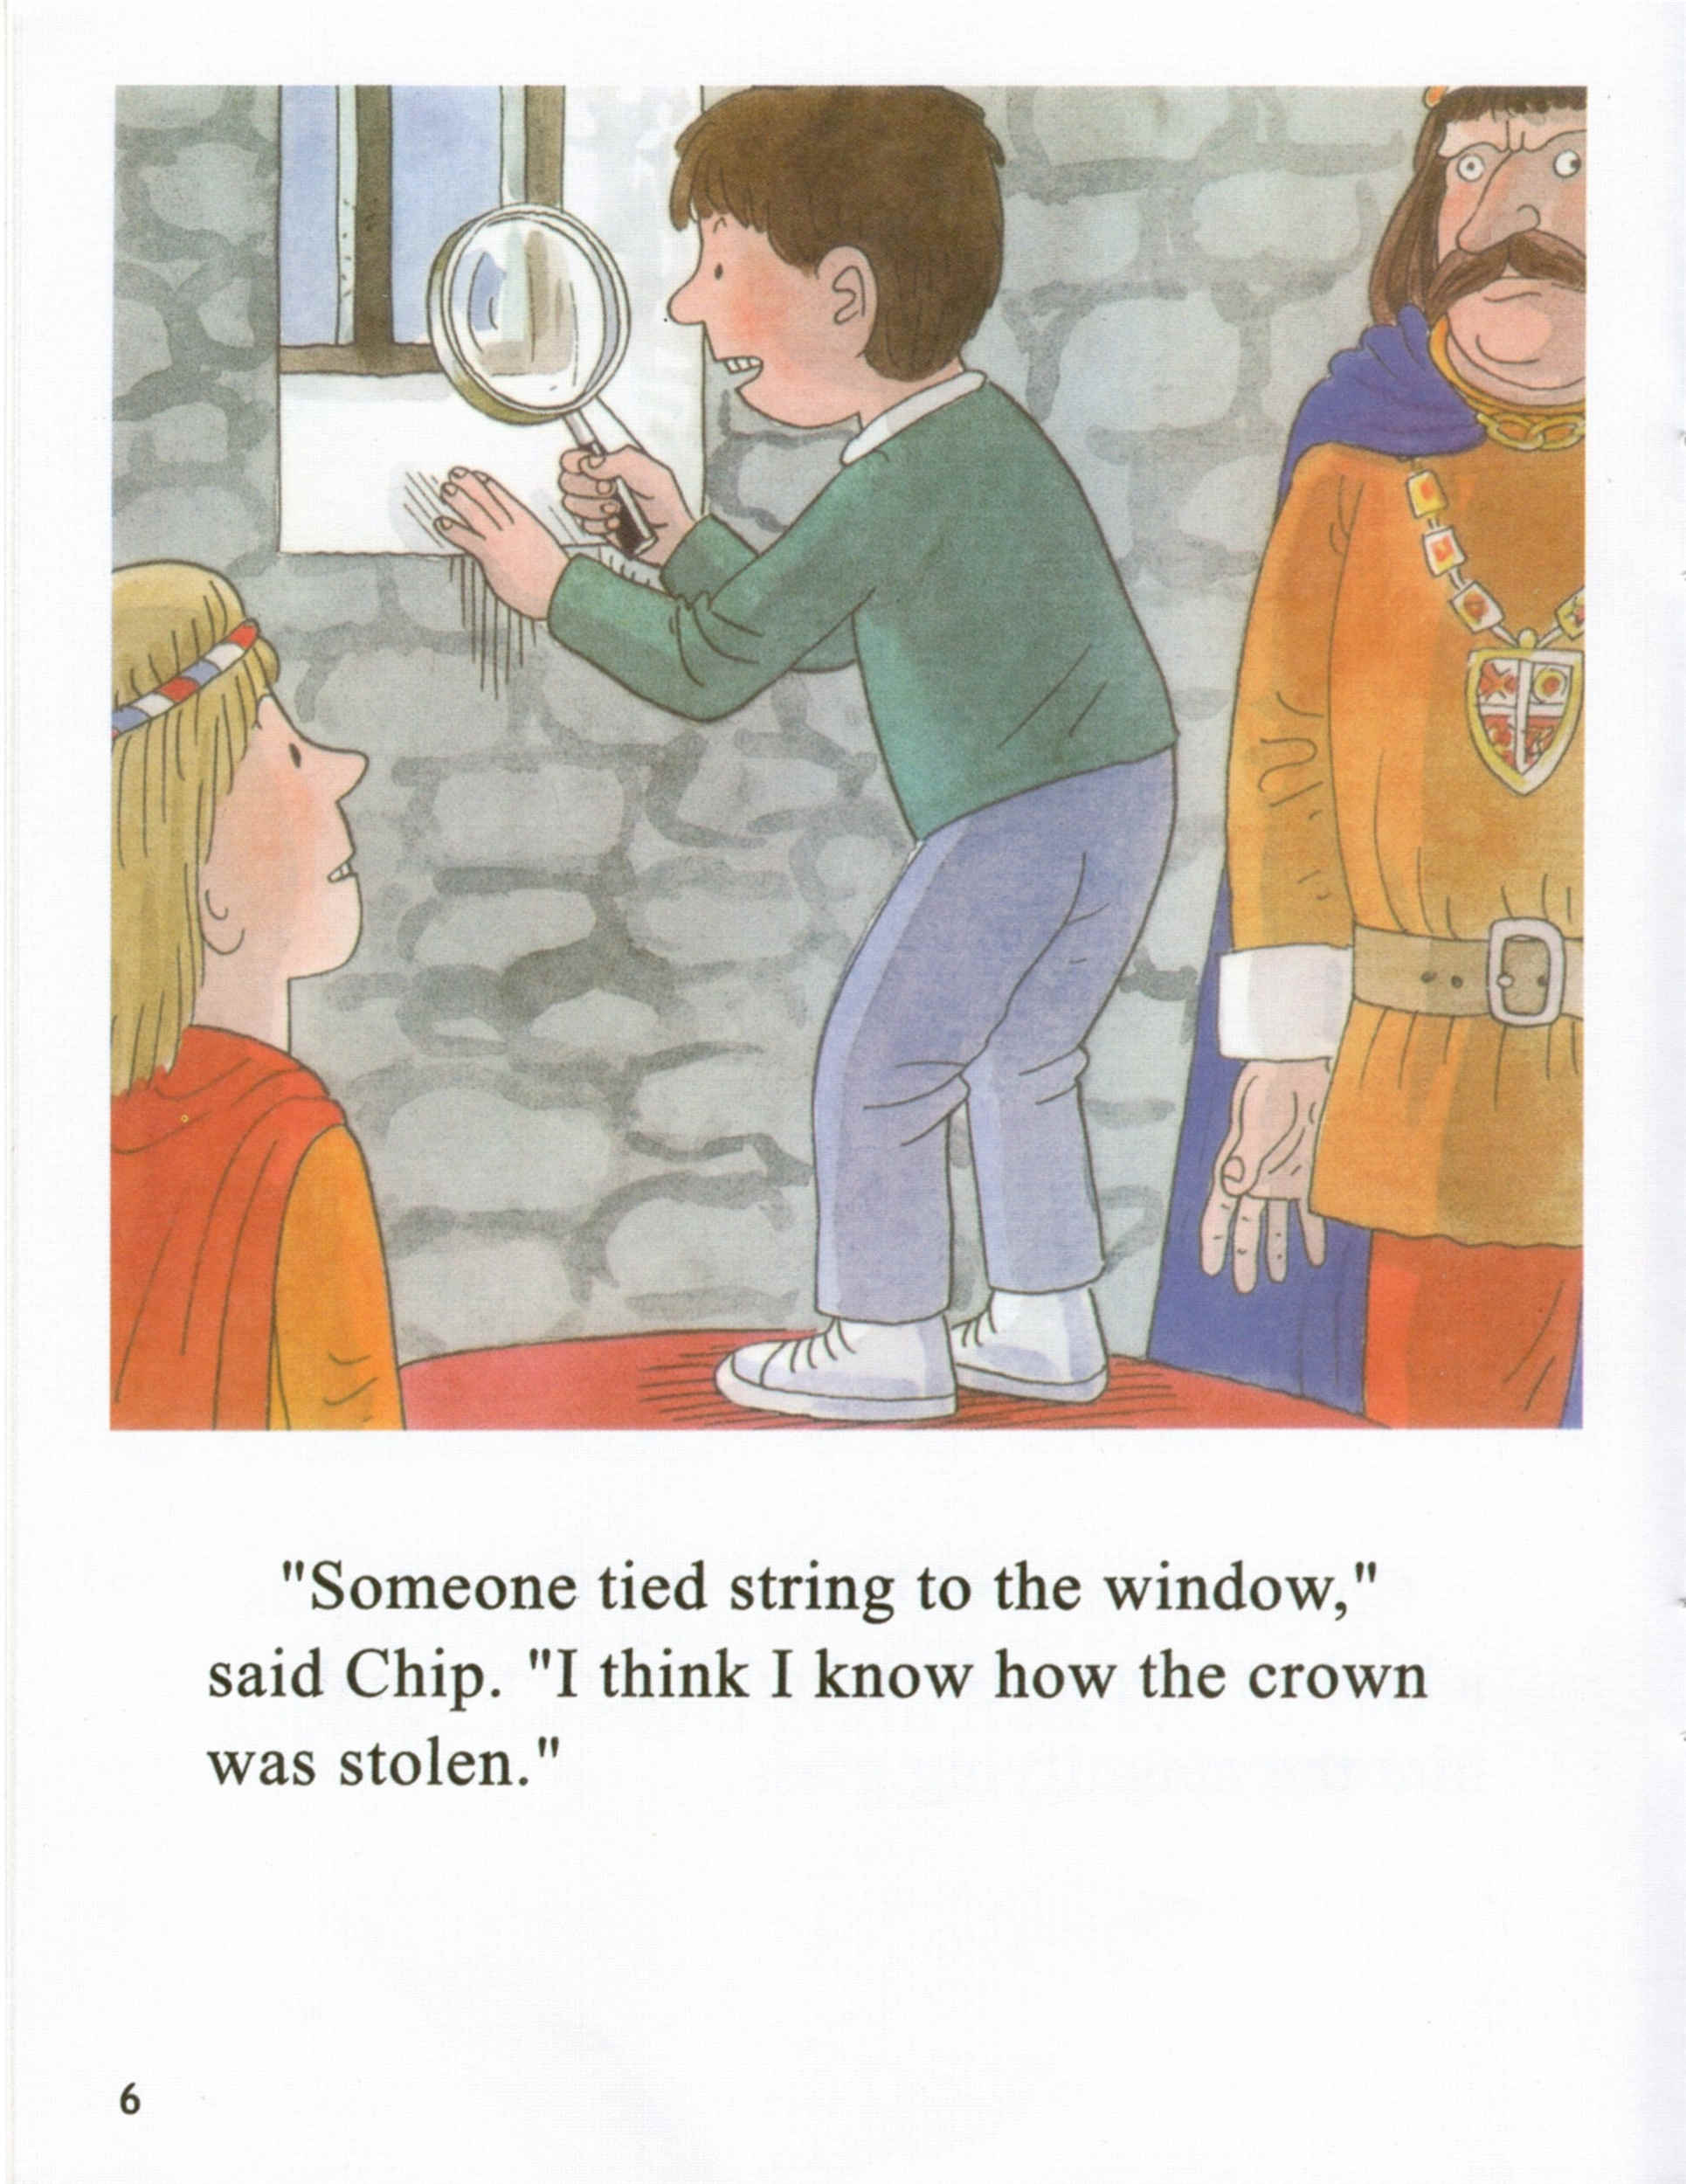 "Someone tied string to the window,"
said Chip. "I think I know how the crown
was stolen."
6